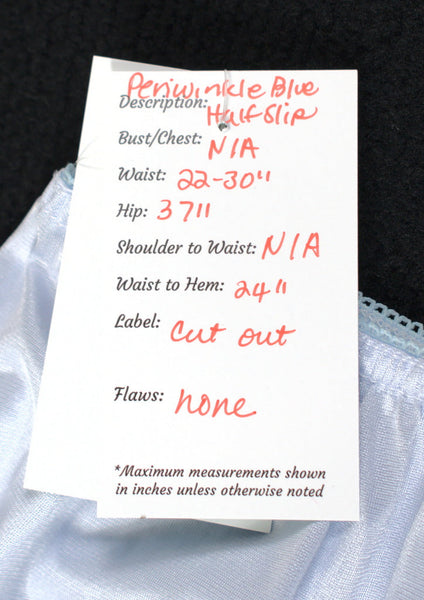 Periwinkle Blue
Description: Half Slip
Bust/Chest: N/A
Waist: 22-30"
Hip: 37"
Shoulder to Waist: N/A
Waist to Hem: 24"
Label: Cut out
Flaws: none
*Maximum measurements shown
in inches unless otherwise noted